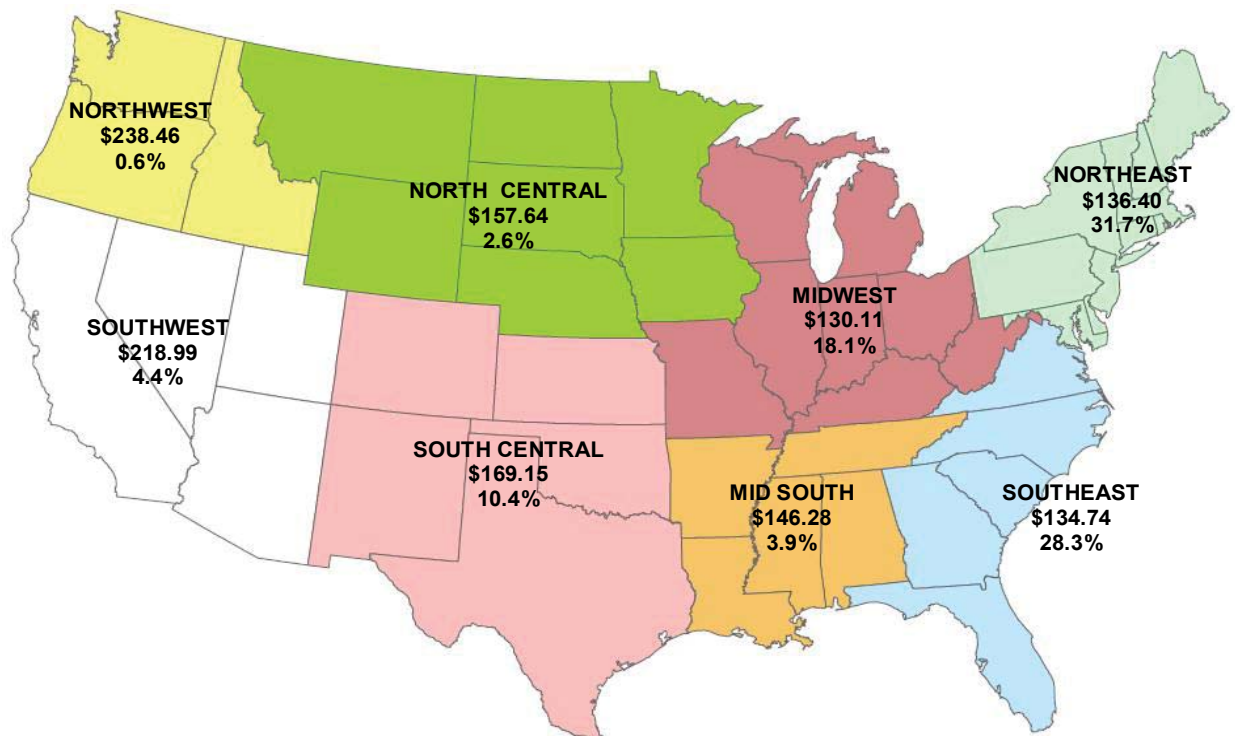 NORTHWEST
$238.46
0.6%
NORTH CENTRAL
$157.64
2.6%
NORTHEAST
$136.40
31.7%
SOUTHWEST
$218.99
4.4%
MIDWEST
$130.11
18.1%
SOUTH CENTRAL
$169.15
10.4%
MID SOUTH
$146.28
3.9%
SOUTHEAST
$134.74
28.3%